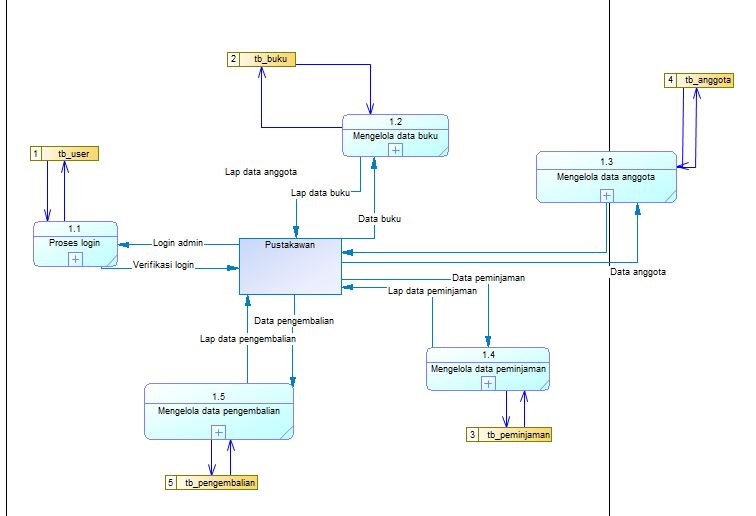 2 tb_buku
4 tb_anggota
1.2
Mengelola data buku
1 tb_user
1.3
Mengelola data anggota
Lap data anggota
Lap data buku
Data buku
1.1
Proses login
Login admin
Pustakawan
Verifikasi login
Data anggota
Data peminjaman
Lap data peminjaman
Data pengembalian
Lap data pengembalian
1.4
Mengelola data peminjaman
1.5
Mengelola data pengembalian
3 tb_peminjaman
5 tb_pengembalian